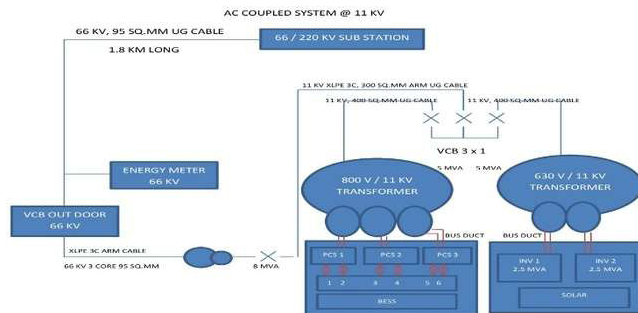 AC COUPLED SYSTEM @ 11 KV
66 KV, 95 SQ.MM UG CABLE
1.8 KM LONG
66 / 220 KV SUB STATION
11 KV XLPE 3C, 300 SQ.MM ARM UG CABLE
11 KV, 400 SQ.MM UG CABLE
11 KV, 400 SQ.MM UG CABLE
VCB 3 x 1
5 MVA
5 MVA
ENERGY METER
66 KV
800 V / 11 KV
TRANSFORMER
630 V / 11 KV
TRANSFORMER
VCB OUT DOOR
66 KV
XLPE 3C ARM CABLE
66 KV 3 CORE 95 SQ.MM
8 MVA
BUS DUCT
BUS DUCT
PCS 1
PCS 2
PCS 3
INV 1
2.5 MVA
INV 2
2.5 MVA
1 2 3 4 5 6
BESS
SOLAR